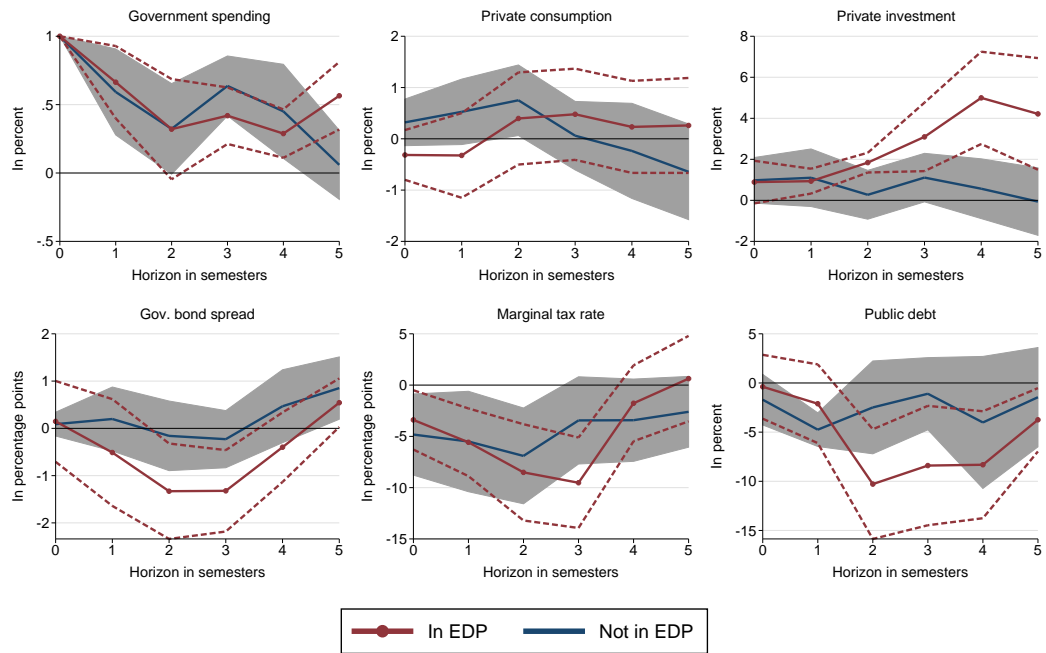 Government spending
In percent
1
.5
0
-.5
0 1 2 3 4 5
Horizon in semesters
Private consumption
In percent
2
1
0
-1
-2
0 1 2 3 4 5
Horizon in semesters
Private investment
In percent
8
6
4
2
0
-2
0 1 2 3 4 5
Horizon in semesters
Gov. bond spread
In percentage points
2
1
0
-1
-2
0 1 2 3 4 5
Horizon in semesters
Marginal tax rate
In percentage points
5
0
-5
-10
-15
0 1 2 3 4 5
Horizon in semesters
Public debt
In percent
5
0
-5
-10
-15
0 1 2 3 4 5
Horizon in semesters
In EDP Not in EDP